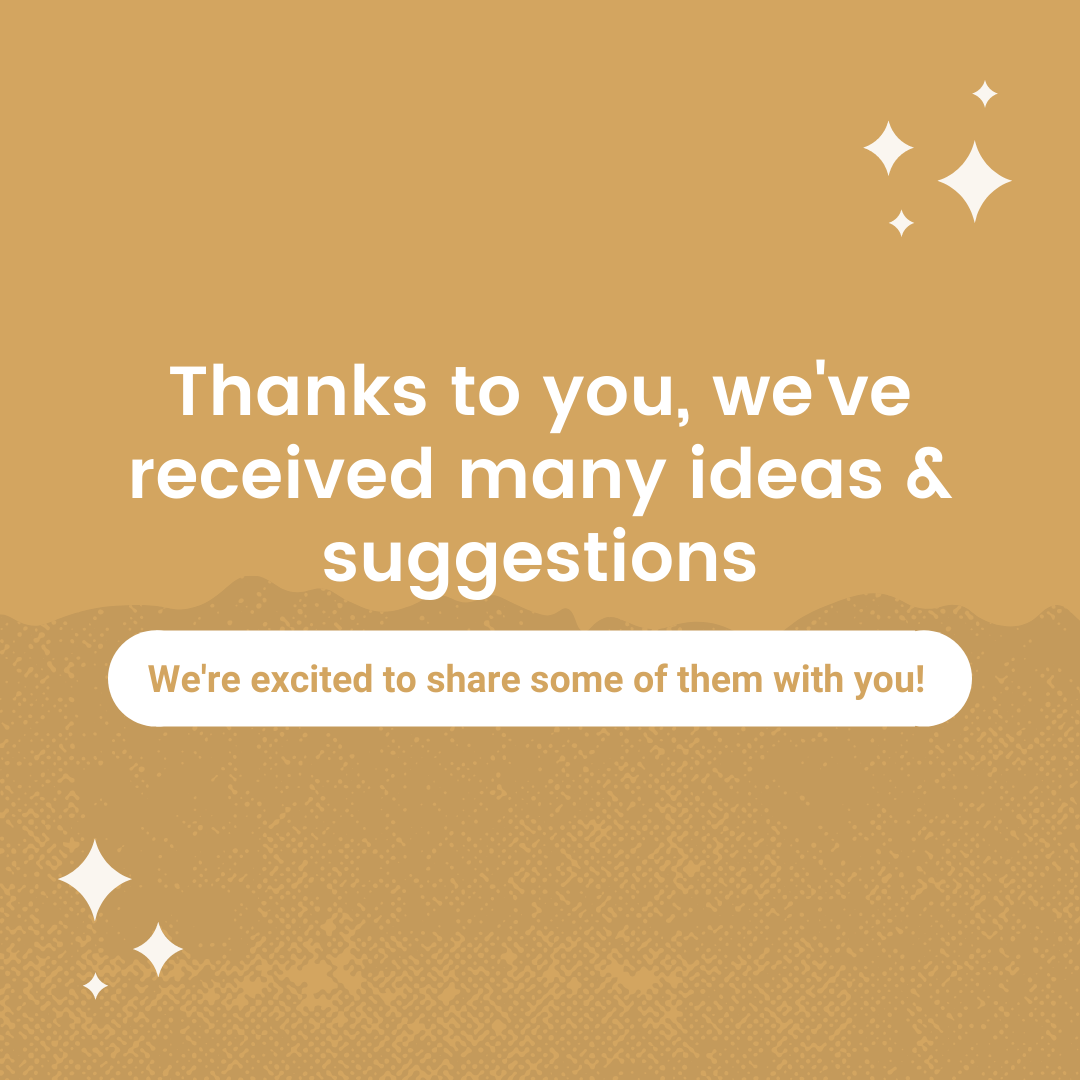 Thanks to you, we've
received many ideas &
suggestions
We're excited to share some of them with you!